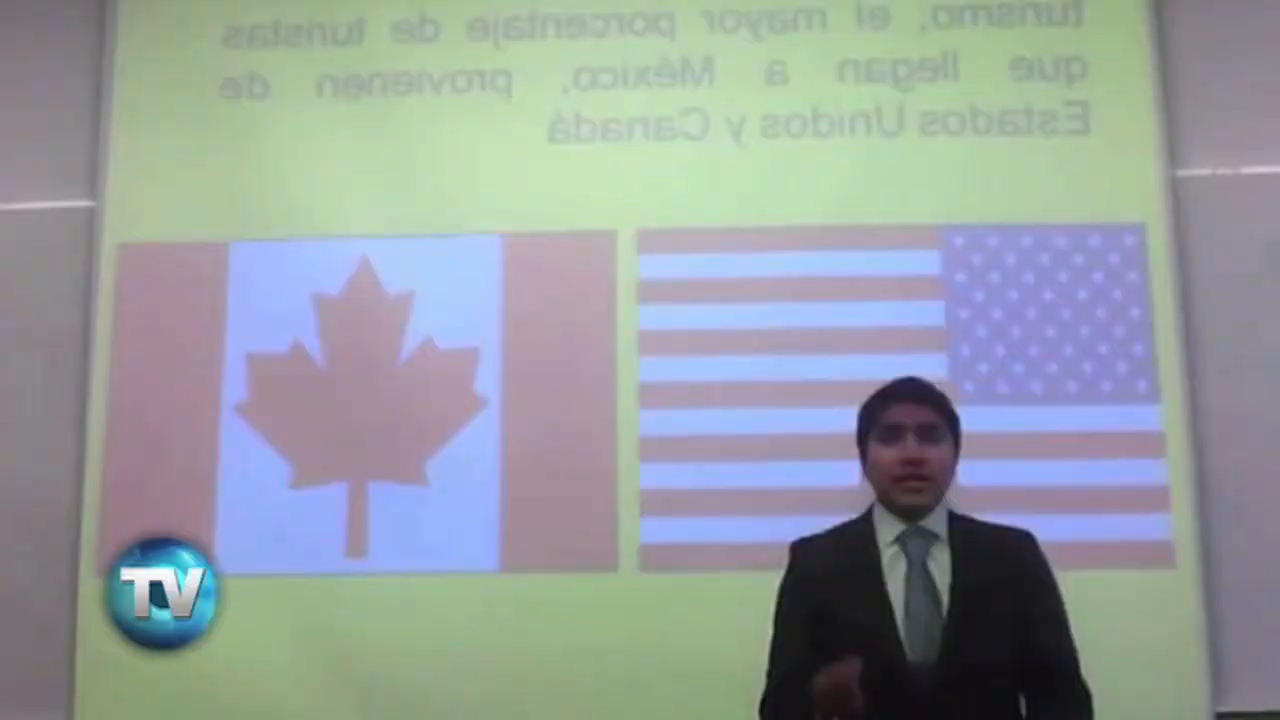 turismo, el mayor porcentaje de turistas
que llegan a México, provienen de
Estados Unidos y Canadá
TV